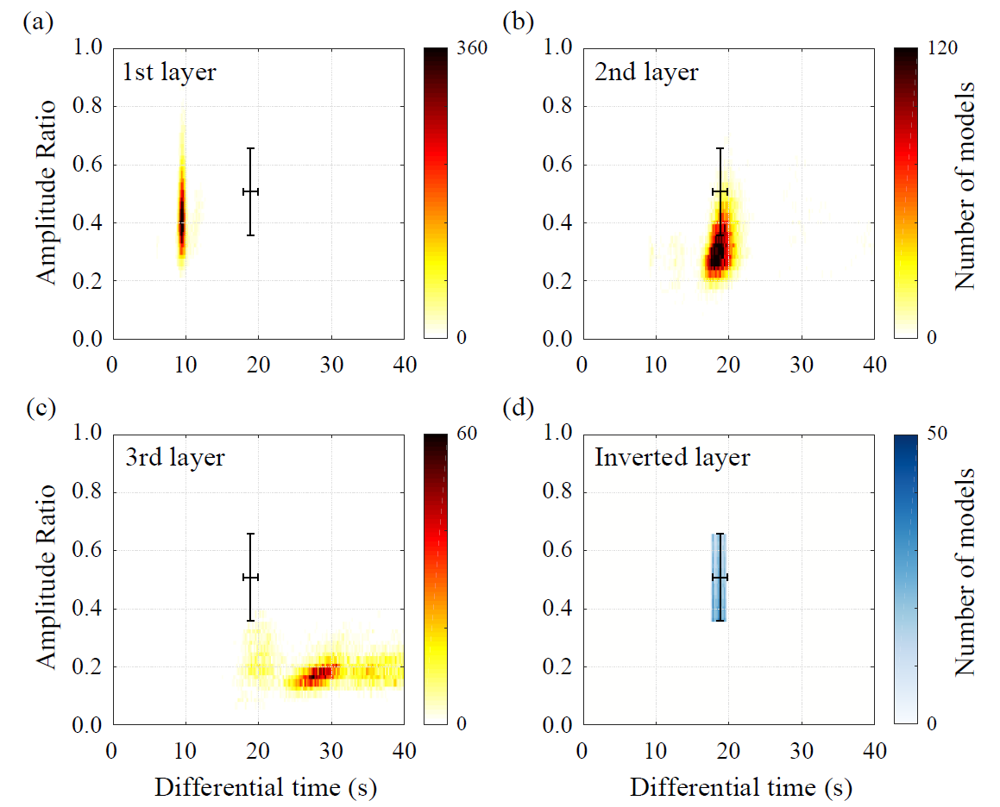 (a)
1.0
0.8
0.6
0.4
0.2
0.0
Amplitude Ratio
1st layer
0 10 20 30 40
360
0
(b)
1.0
0.8
0.6
0.4
0.2
0.0
2nd layer
0 10 20 30 40
120
0
Number of models
(c)
1.0
0.8
0.6
0.4
0.2
0.0
Amplitude Ratio
3rd layer
0 10 20 30 40
Differential time (s)
60
0
(d)
1.0
0.8
0.6
0.4
0.2
0.0
Inverted layer
0 10 20 30 40
Differential time (s)
50
0
Number of models